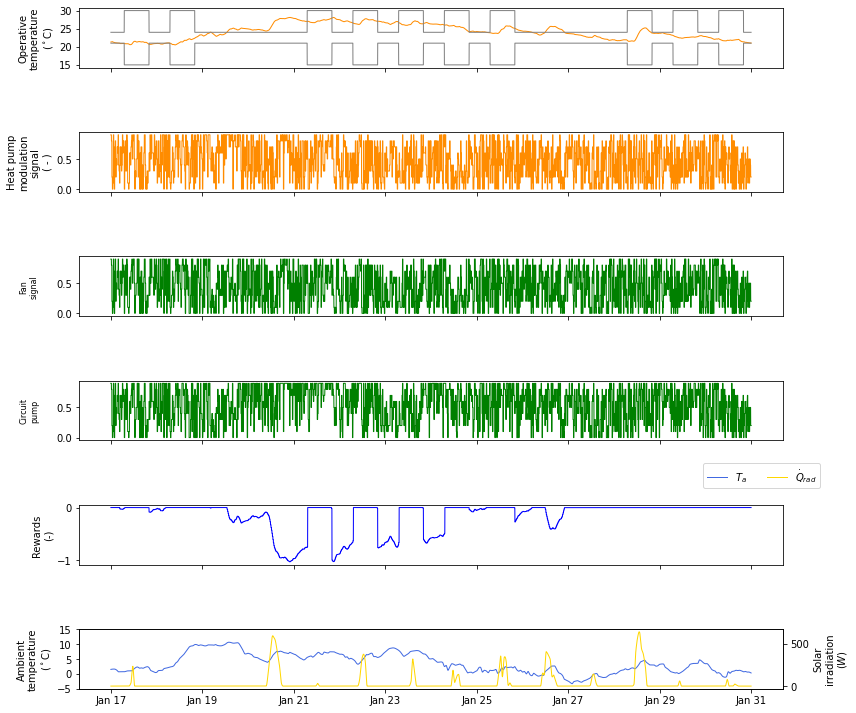 Operative
temperature
(°C)
30
25
20
15
Heat pump
modulation
signal
( - )
0.5
0.0
Fan
signal
0.5
0.0
Circuit
pump
0.5
0.0
T_a Q̇_rad
Rewards
(-)
0
−1
Ambient
temperature
(°C)
15
10
5
0
−5
500
0
Solar
irradiation
(W)
Jan 17 Jan 19 Jan 21 Jan 23 Jan 25 Jan 27 Jan 29 Jan 31